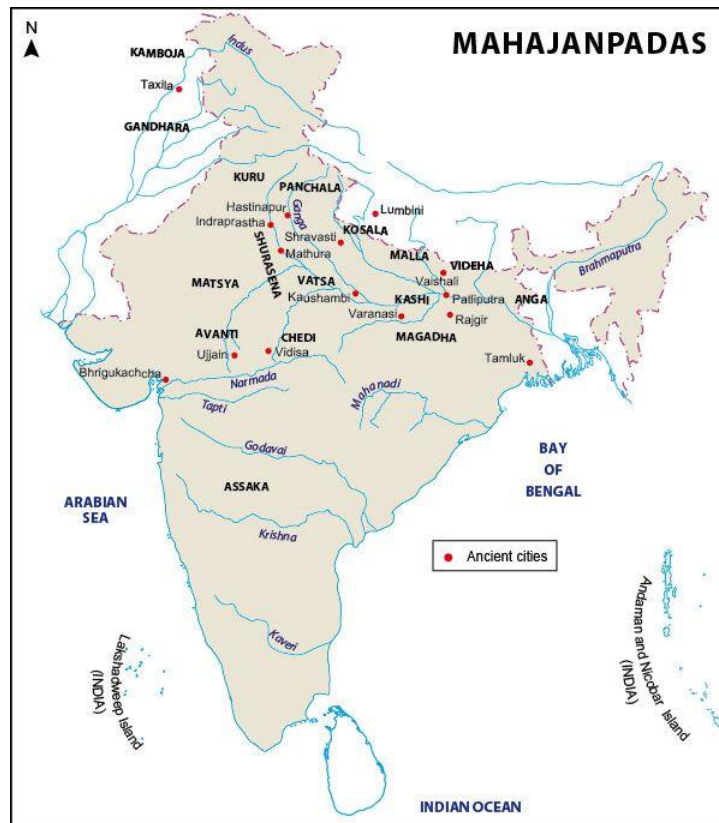 MAHAJANPADAS
N
KAMBOJA
Indus
Taxila
GANDHARA
KURU
PANCHALA
Hastinapur
Ganga
Lumbini
Indraprastha
KOSALA
Shravasti
SHURASENA
Mathura
MALLA
VIDEHA
Brahmaputra
MATSYA
VATSA
Vaishali
Kaushambi
KASHI
Patliputra
ANGA
Varanasi
Rajgir
AVANTI
CHEDI
MAGADHA
Ujjain
Vidisa
Tamluk
Bhrigukachcha
Narmada
Mahanadi
Tapti
Godavai
BAY
OF
BENGAL
ASSAKA
ARABIAN
SEA
Krishna
Ancient cities
Kaveri
Lakshadweep Island
(INDIA)
Andaman and Nicobar Island
(INDIA)
INDIAN OCEAN